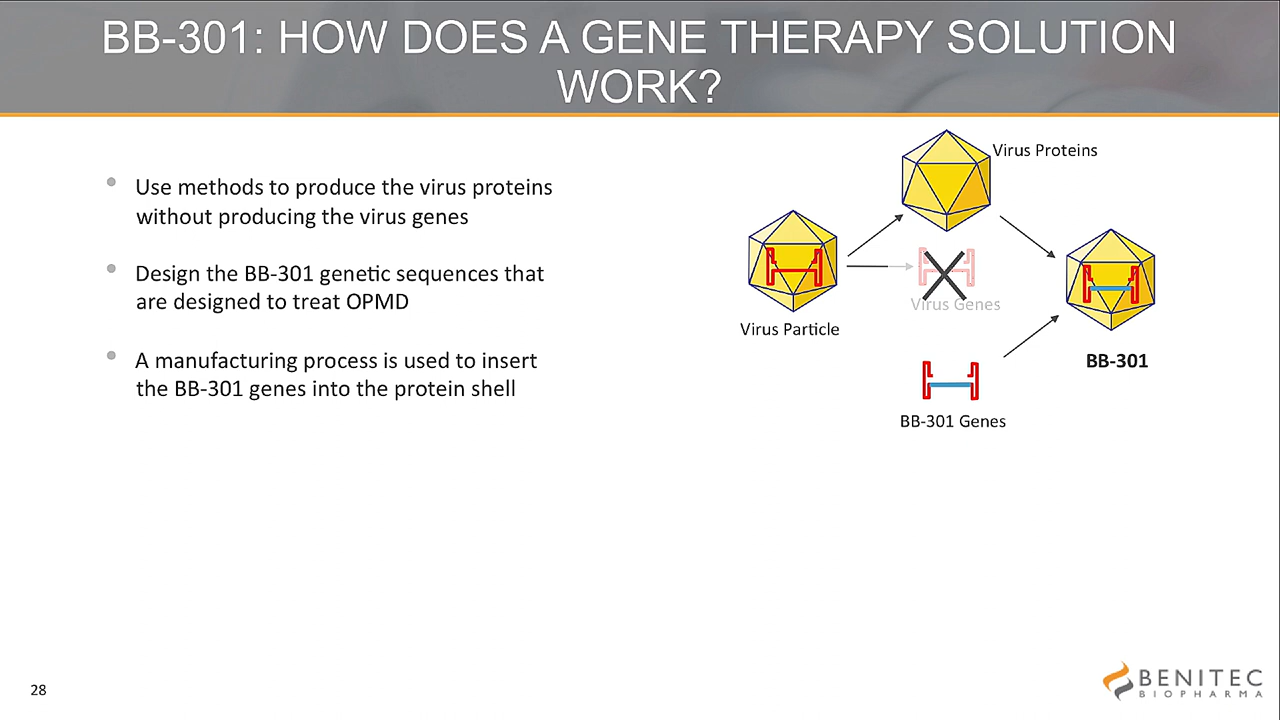 BB-301: HOW DOES A GENE THERAPY SOLUTION
WORK?
Use methods to produce the virus proteins
without producing the virus genes
Design the BB-301 genetic sequences that
are designed to treat OPMD
A manufacturing process is used to insert
the BB-301 genes into the protein shell
Virus Proteins
Virus Particle
Virus Genes
BB-301 Genes
BB-301
28
BENITEC
BIOPHARMA